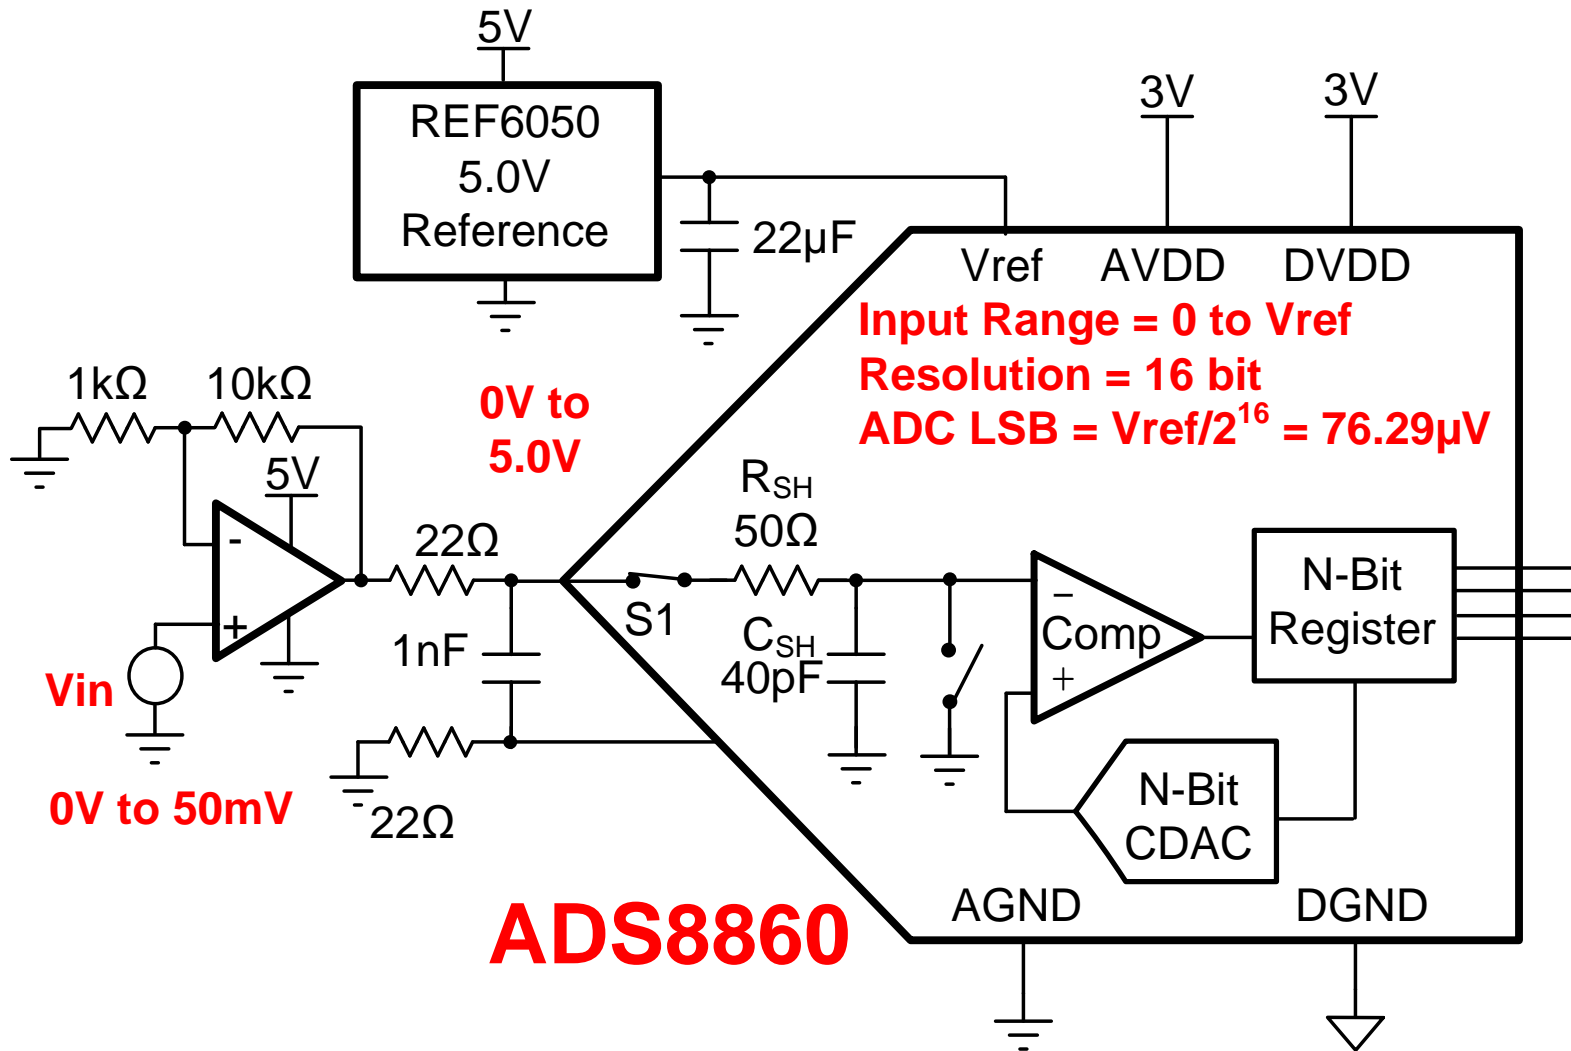 5V
REF6050
5.0V
Reference
22µF
3V
3V
Vref
AVDD
DVDD
Input Range = 0 to Vref
Resolution = 16 bit
ADC LSB = Vref/2^16 = 76.29µV
1kΩ
10kΩ
0V to
5.0V
5V
-
+
22Ω
1nF
Vin
0V to 50mV
22Ω
S1
RSH
50Ω
CSH
40pF
−
Comp
+
N-Bit
Register
N-Bit
CDAC
ADS8860
AGND
DGND